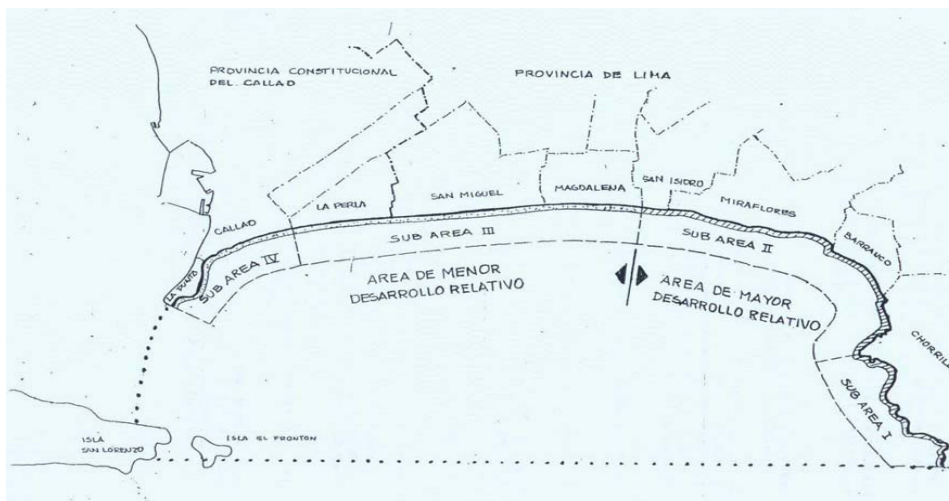 PROVINCIA CONSTITUCIONAL
DEL CALLAO
PROVINCIA DE LIMA
CALLAO
LA PERLA
SAN MIGUEL
MAGDALENA
SAN ISIDRO
MIRAFLORES
BARRANCO
CHORRIL
LA PUNTA
SUB AREA IV
SUB AREA III
SUB AREA II
SUB AREA I
AREA DE MENOR
DESARROLLO RELATIVO
AREA DE MAYOR
DESARROLLO RELATIVO
ISLA
SAN LORENZO
ISLA EL FRONTON